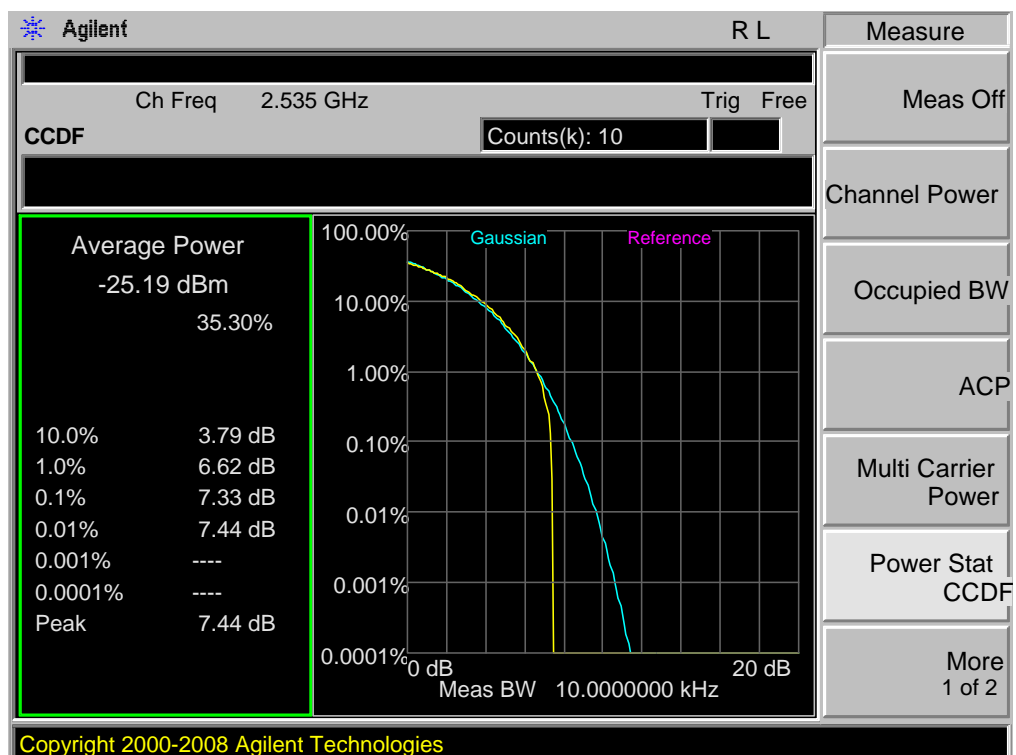 Agilent R L
Ch Freq 2.535 GHz Trig Free
CCDF Counts(k): 10
Average Power
-25.19 dBm
35.30%
10.0% 3.79 dB
1.0% 6.62 dB
0.1% 7.33 dB
0.01% 7.44 dB
0.001% ----
0.0001% ----
Peak 7.44 dB
Gaussian Reference
100.00%
10.00%
1.00%
0.10%
0.01%
0.001%
0.0001%
0 dB 20 dB
Meas BW 10.0000000 kHz
Measure
Meas Off
Channel Power
Occupied BW
ACP
Multi Carrier
Power
Power Stat
CCDF
More
1 of 2
Copyright 2000-2008 Agilent Technologies